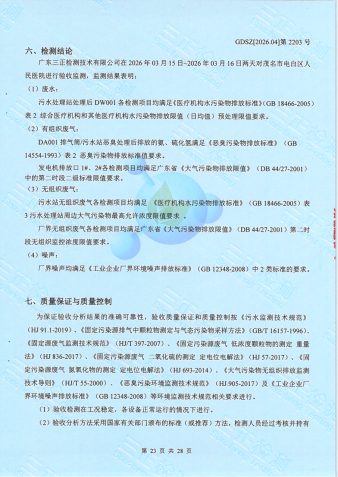 GDSZ[2026.04]第 2203 号
六、检测结论
广东三正检测技术有限公司在 2026 年 03 月 15 日~2026 年 03 月 16 日两天对茂名市电白区人
民医院进行验收监测，监测结果表明：
（1）废水：
污水处理站处理后 DW001 各检测项目均满足《医疗机构水污染物排放标准》（GB 18466-2005）
表 2 综合医疗机构和其他医疗机构水污染物排放限值（日均值）预处理限值要求。
（2）有组织废气：
DA001 排气筒/污水站恶臭处理后排放的氨、硫化氢满足《恶臭污染物排放标准》（GB
14554-1993）表 2 恶臭污染物排放标准值要求。
发电机排放口 1#、2#各检测项目均满足广东省《大气污染物排放限值》（DB 44/27-2001）
中的第二时段二级标准限值要求。
（3）无组织废气：
污水站无组织废气各检测项目均满足 《医疗机构水污染物排放标准》（GB 18466-2005）表
3 污水处理站周边大气污染物最高允许浓度限值要求 。
厂界无组织废气各检测项目均满足广东省《大气污染物排放限值》（DB 44/27-2001）第二时
段无组织监控浓度限值要求。
（4）噪声：
厂界噪声均满足《工业企业厂界环境噪声排放标准》（GB 12348-2008）中 2 类标准的要求。
七、质量保证与质量控制
为保证验收分析结果的准确可靠性，验收质量保证和质量控制按《污水监测技术规范》
（HJ 91.1-2019）、《固定污染源排气中颗粒物测定与气态污染物采样方法》（GB/T 16157-1996）、
《固定源废气监测技术规范》（HJ/T 397-2007）、《固定污染源废气 低浓度颗粒物的测定 重量
法》（HJ 836-2017）、《固定污染源废气 二氧化硫的测定 定电位电解法》（HJ 57-2017）、《固
定污染源废气 氮氧化物的测定 定电位电解法》（HJ 693-2014）、《大气污染物无组织排放监测
技术导则》（HJ/T 55-2000）、《恶臭污染环境监测技术规范》（HJ 905-2017）及《工业企业厂
界环境噪声排放标准》（GB 12348-2008）等环境监测技术规范相关要求进行。
（1）验收检测在工况稳定，各设备正常运行的情况下进行。
（2）验收分析方法采用国家有关部门颁布的标准（或推荐）方法，检测人员经过考核并持有
第 23 页 共 28 页